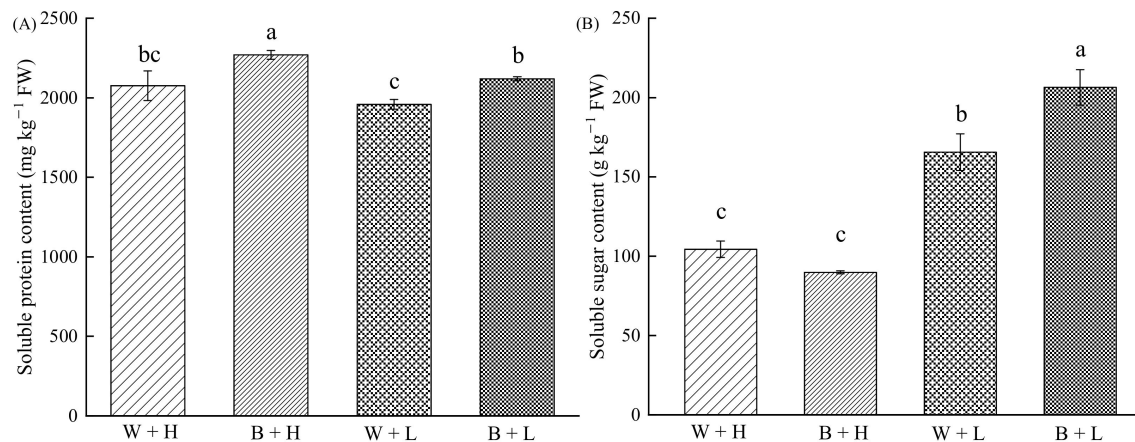 (A)
Soluble protein content (mg kg⁻¹ FW)
2500
2000
1500
1000
500
0
bc
a
c
b
W + H
B + H
W + L
B + L
(B)
Soluble sugar content (g kg⁻¹ FW)
250
200
150
100
50
0
c
c
b
a
W + H
B + H
W + L
B + L